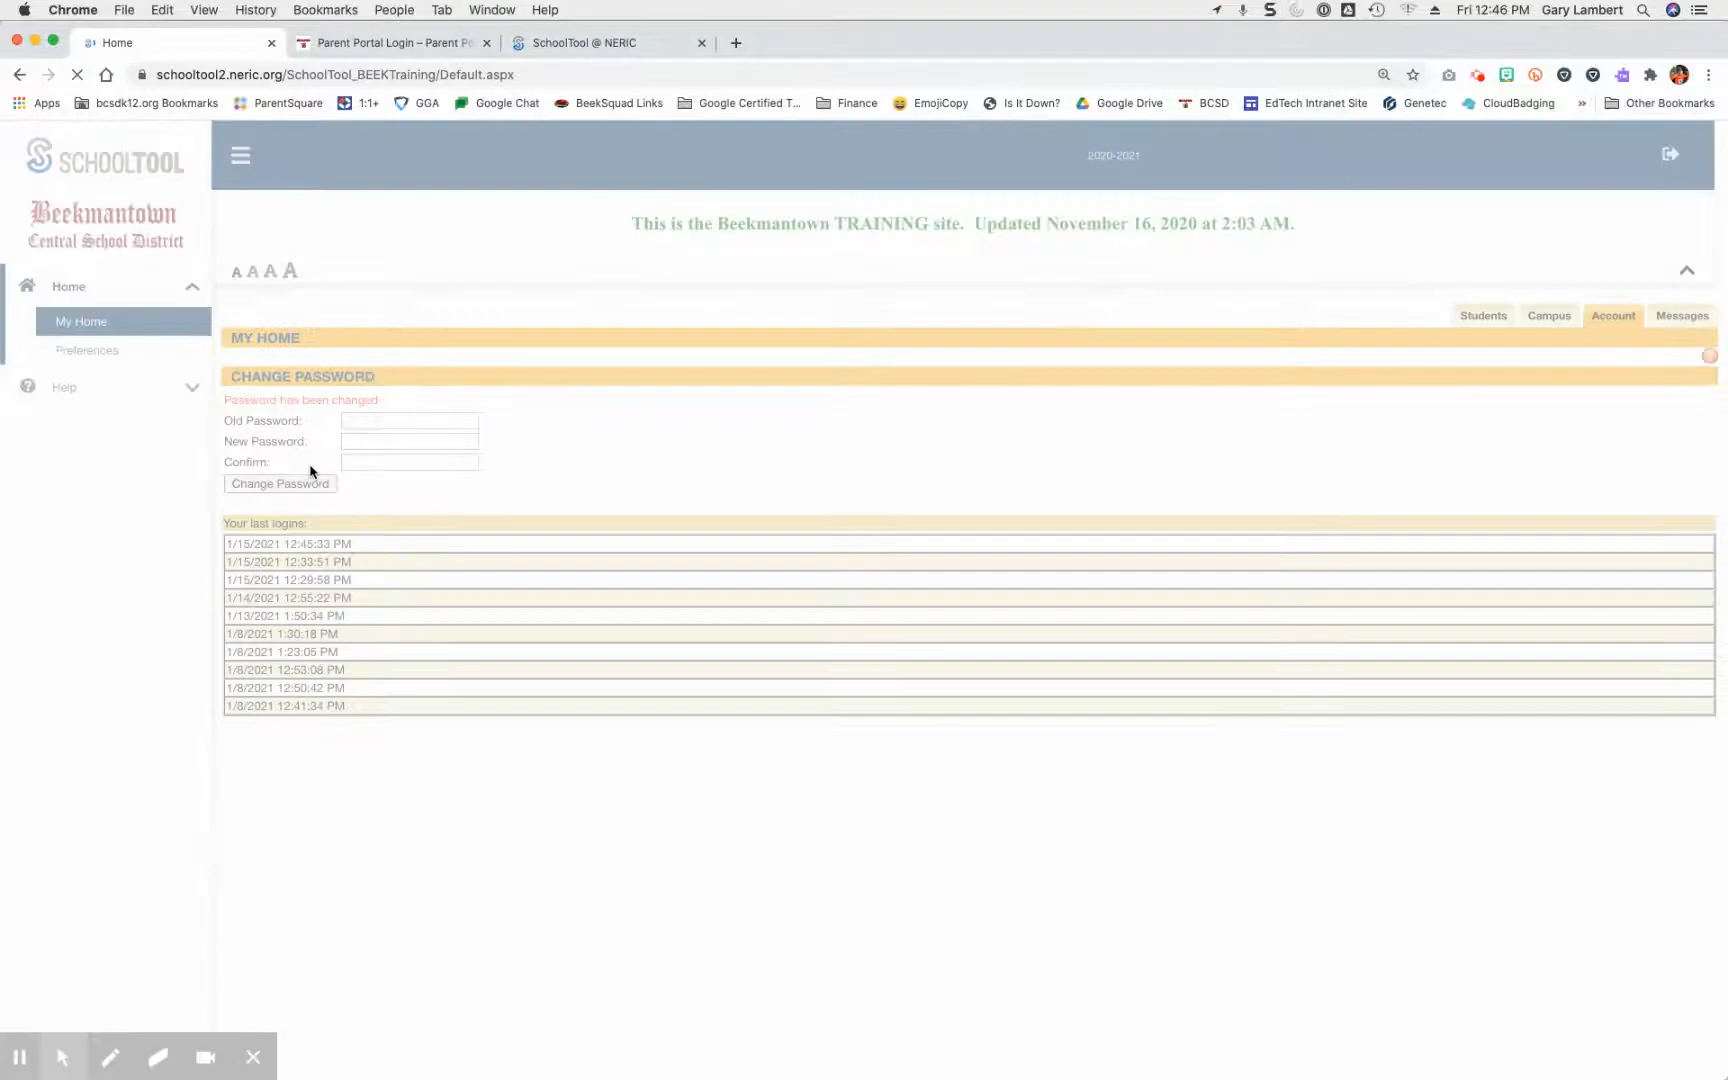 Chrome File Edit View History Bookmarks People Tab Window Help Fri 12:46 PM Gary Lambert
Home Parent Portal Login – Parent Po SchoolTool @ NERIC
schooltool2.neric.org/SchoolTool_BEEKTraining/Default.aspx
Apps bcsdk12.org Bookmarks ParentSquare 1:1+ GGA Google Chat BeekSquad Links Google Certified T... Finance EmojiCopy Is It Down? Google Drive BCSD EdTech Intranet Site Genetec CloudBadging » Other Bookmarks
SCHOOLTOOL
2020-2021
Beekmantown
Central School District
This is the Beekmantown TRAINING site. Updated November 16, 2020 at 2:03 AM.
A A A A
Home
My Home
Preferences
Help
Students Campus Account Messages
MY HOME
CHANGE PASSWORD
Password has been changed
Old Password:
New Password:
Confirm:
Change Password
Your last logins:
1/15/2021 12:45:33 PM
1/15/2021 12:33:51 PM
1/15/2021 12:29:58 PM
1/14/2021 12:55:22 PM
1/13/2021 1:50:34 PM
1/8/2021 1:30:18 PM
1/8/2021 1:23:05 PM
1/8/2021 12:53:08 PM
1/8/2021 12:50:42 PM
1/8/2021 12:41:34 PM